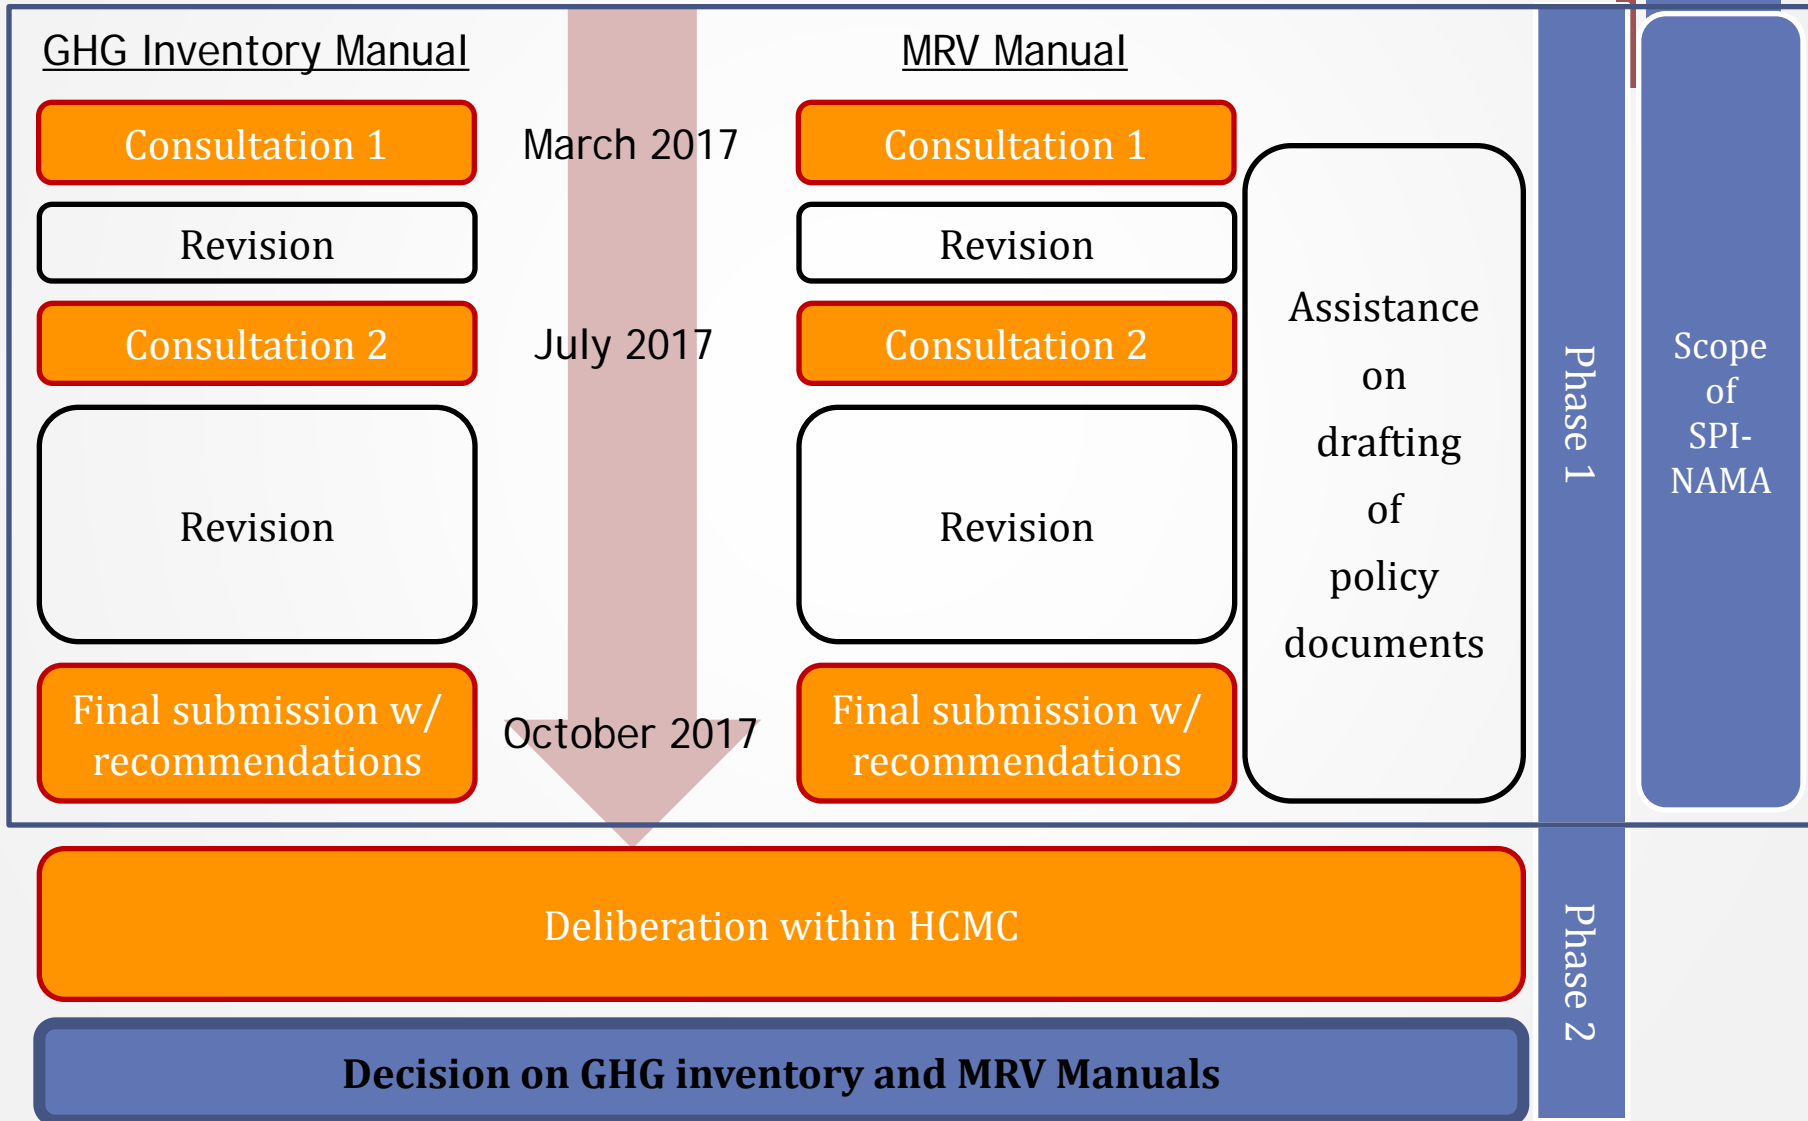 GHG Inventory Manual
MRV Manual
Consultation 1
March 2017
Consultation 1
Revision
Revision
Consultation 2
July 2017
Consultation 2
Revision
Revision
Final submission w/
recommendations
October 2017
Final submission w/
recommendations
Assistance
on
drafting
of
policy
documents
Phase 1
Scope
of
SPI-
NAMA
Deliberation within HCMC
Phase 2
Decision on GHG inventory and MRV Manuals